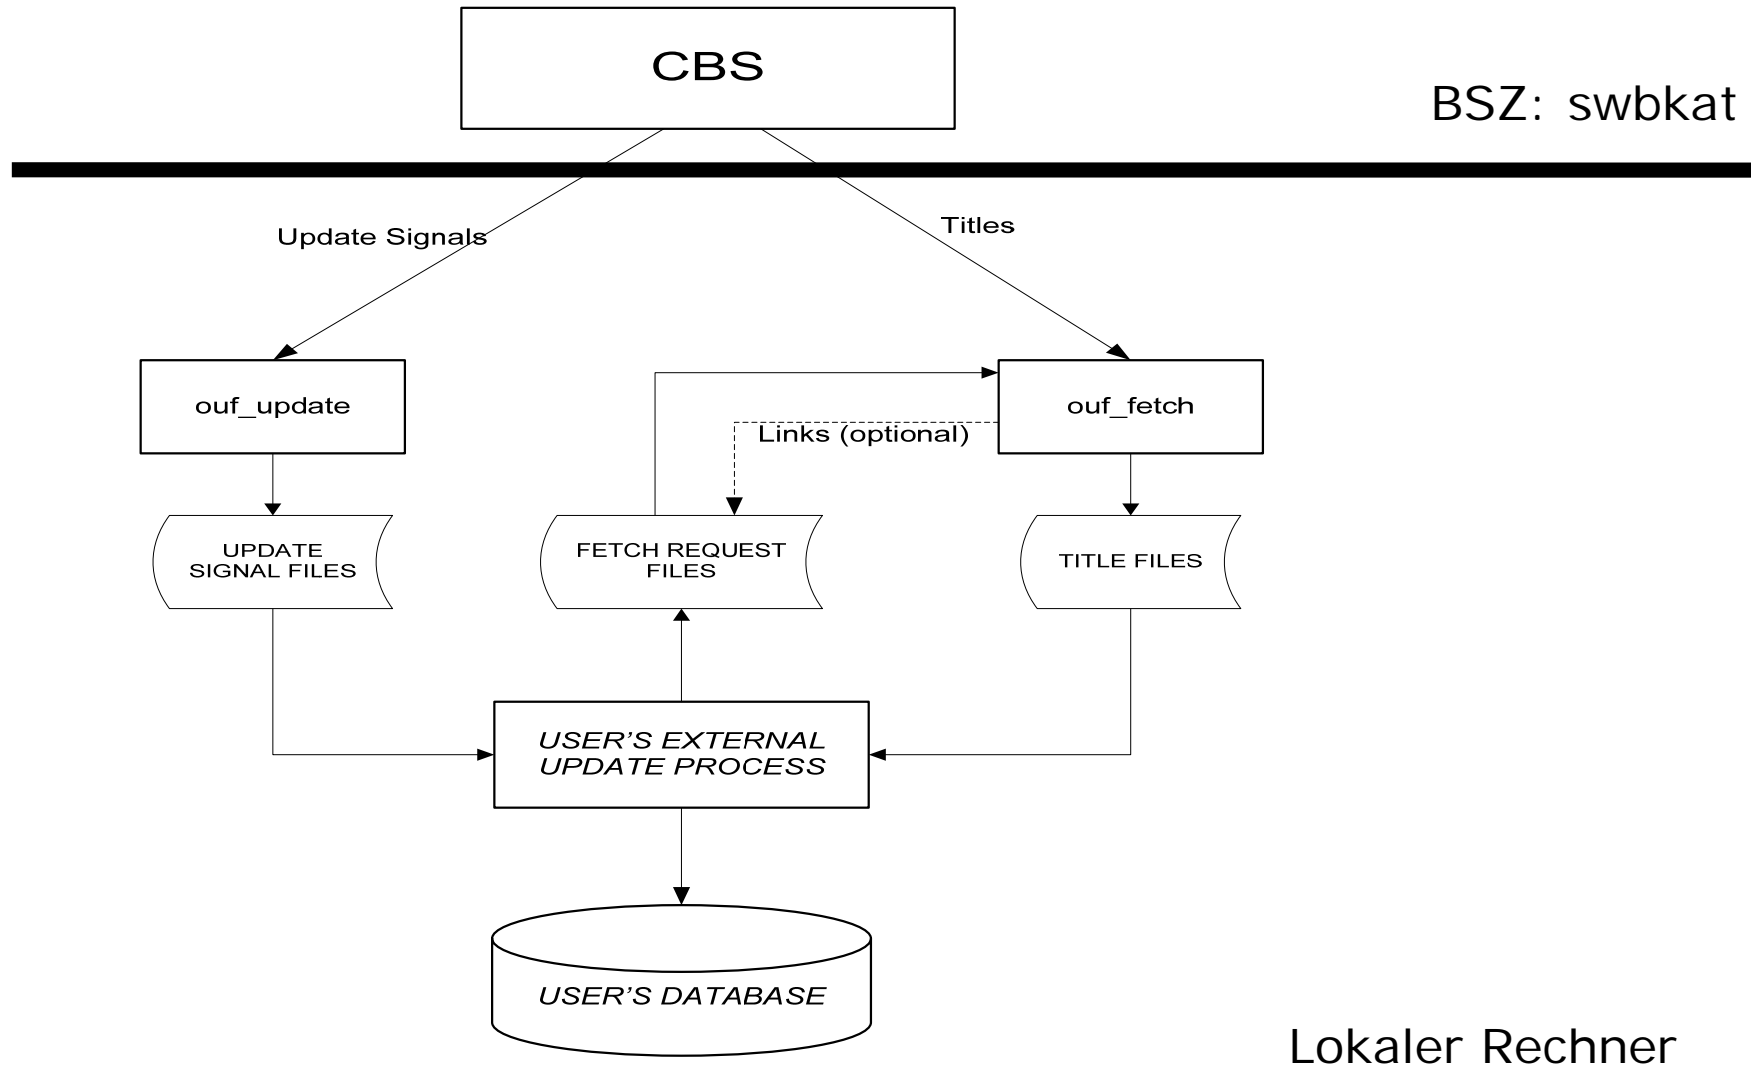 CBS
BSZ: swbkat
Update Signals
Titles
ouf_update
ouf_fetch
Links (optional)
UPDATE
SIGNAL FILES
FETCH REQUEST
FILES
TITLE FILES
USER'S EXTERNAL
UPDATE PROCESS
USER'S DATABASE
Lokaler Rechner